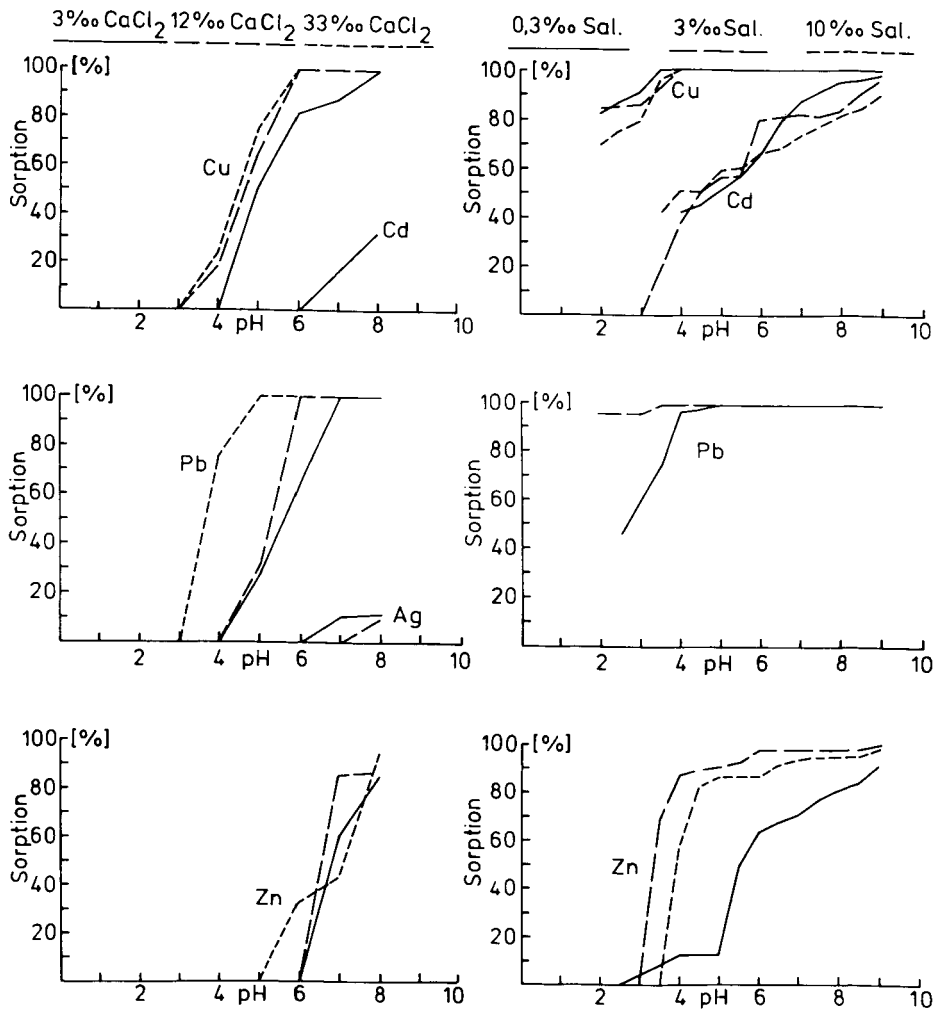 3‰ CaCl2 12‰ CaCl2 33‰ CaCl2
0,3‰ Sal. 3‰ Sal. 10‰ Sal.
100 [%]
80
60
40
20
Sorption
Cu
Cd
2 4 pH 6 8 10
100 [%]
80
60
40
20
Sorption
Cu
Cd
2 4 pH 6 8 10
100 [%]
80
60
40
20
Sorption
Pb
Ag
2 4 pH 6 8 10
100 [%]
80
60
40
20
Sorption
Pb
2 4 pH 6 8 10
100 [%]
80
60
40
20
Sorption
Zn
2 4 pH 6 8 10
100 [%]
80
60
40
20
Sorption
Zn
2 4 pH 6 8 10